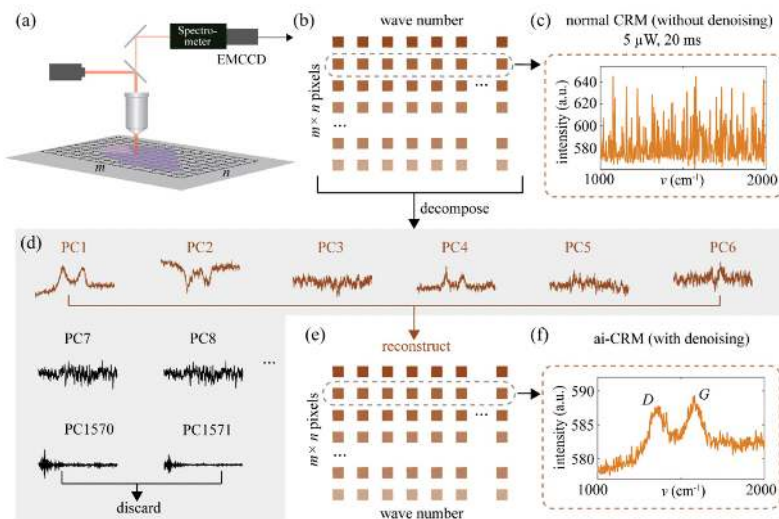 (a)
Spectro-
meter
EMCCD
m
n
(b)
wave number
m × n pixels
...
...
decompose
(c)
normal CRM (without denoising)
5 µW, 20 ms
intensity (a.u.)
640
620
600
580
1000
v (cm⁻¹)
2000
(d)
PC1
PC2
PC3
PC4
PC5
PC6
reconstruct
PC7
PC8
...
PC1570
PC1571
discard
(e)
m × n pixels
...
...
wave number
(f)
ai-CRM (with denoising)
intensity (a.u.)
590
585
580
D
G
1000
v (cm⁻¹)
2000